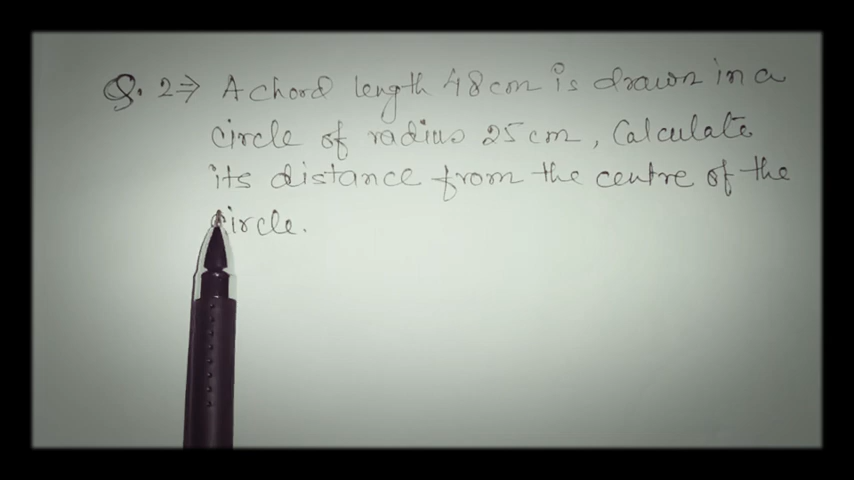 Q. 2⇒ A chord length 48 cm is drawn in a
circle of radius 25 cm, Calculate
its distance from the centre of the
circle.